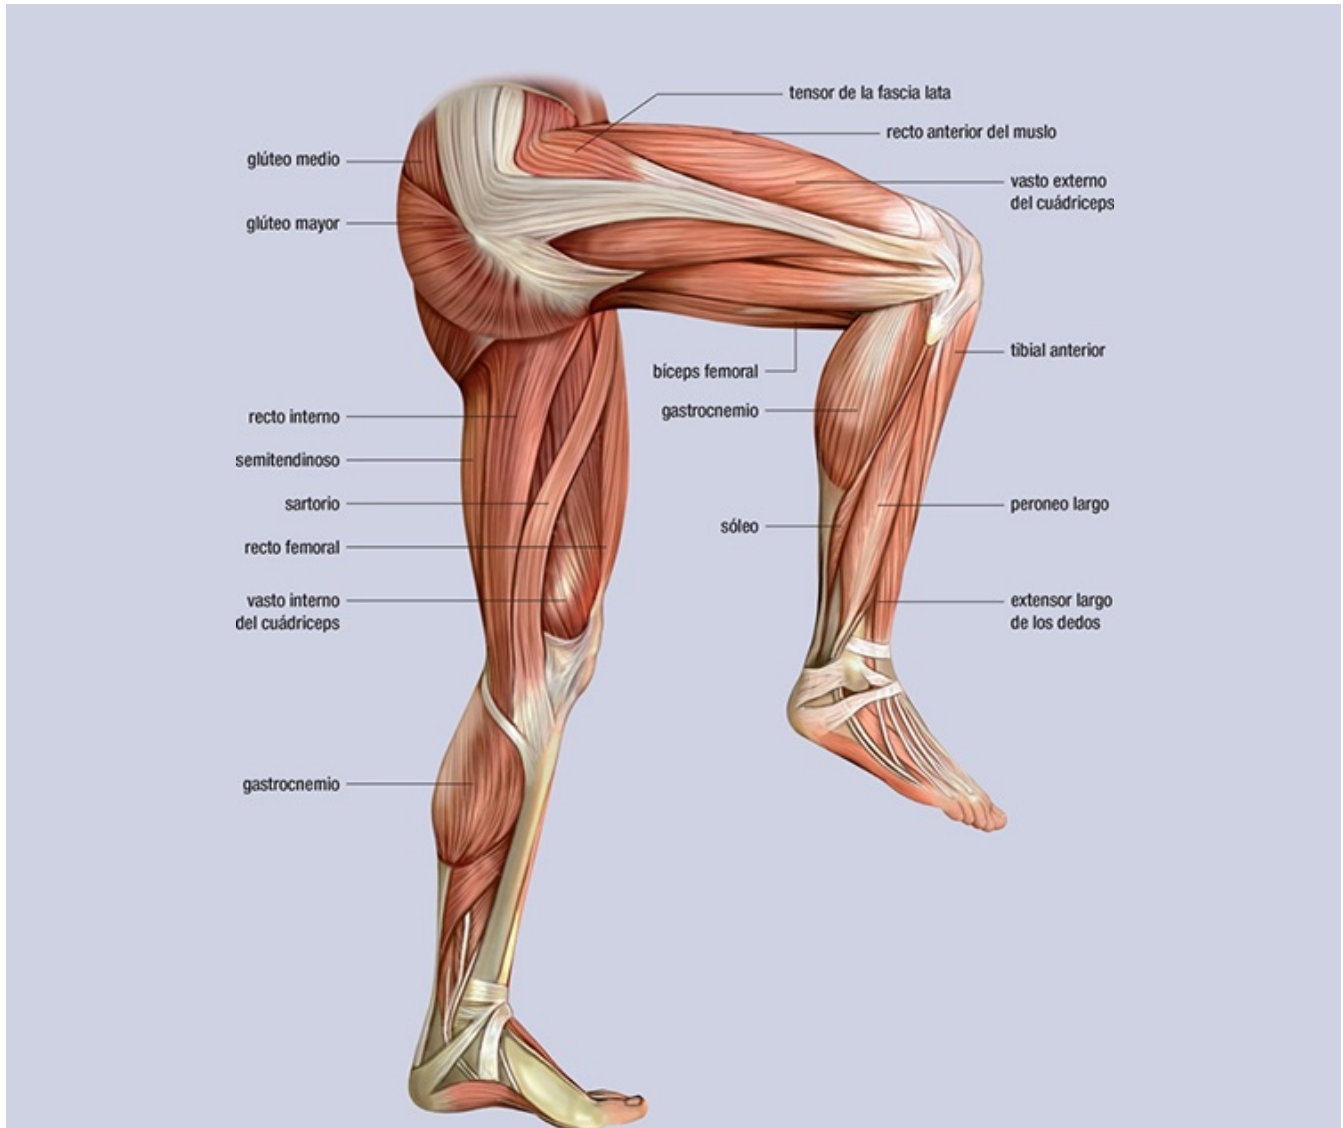 tensor de la fascia lata
recto anterior del muslo
glúteo medio
vasto externo
del cuádriceps
glúteo mayor
tibial anterior
bíceps femoral
gastrocnemio
recto interno
semitendinoso
sartorio
peroneo largo
sóleo
recto femoral
vasto interno
del cuádriceps
extensor largo
de los dedos
gastrocnemio